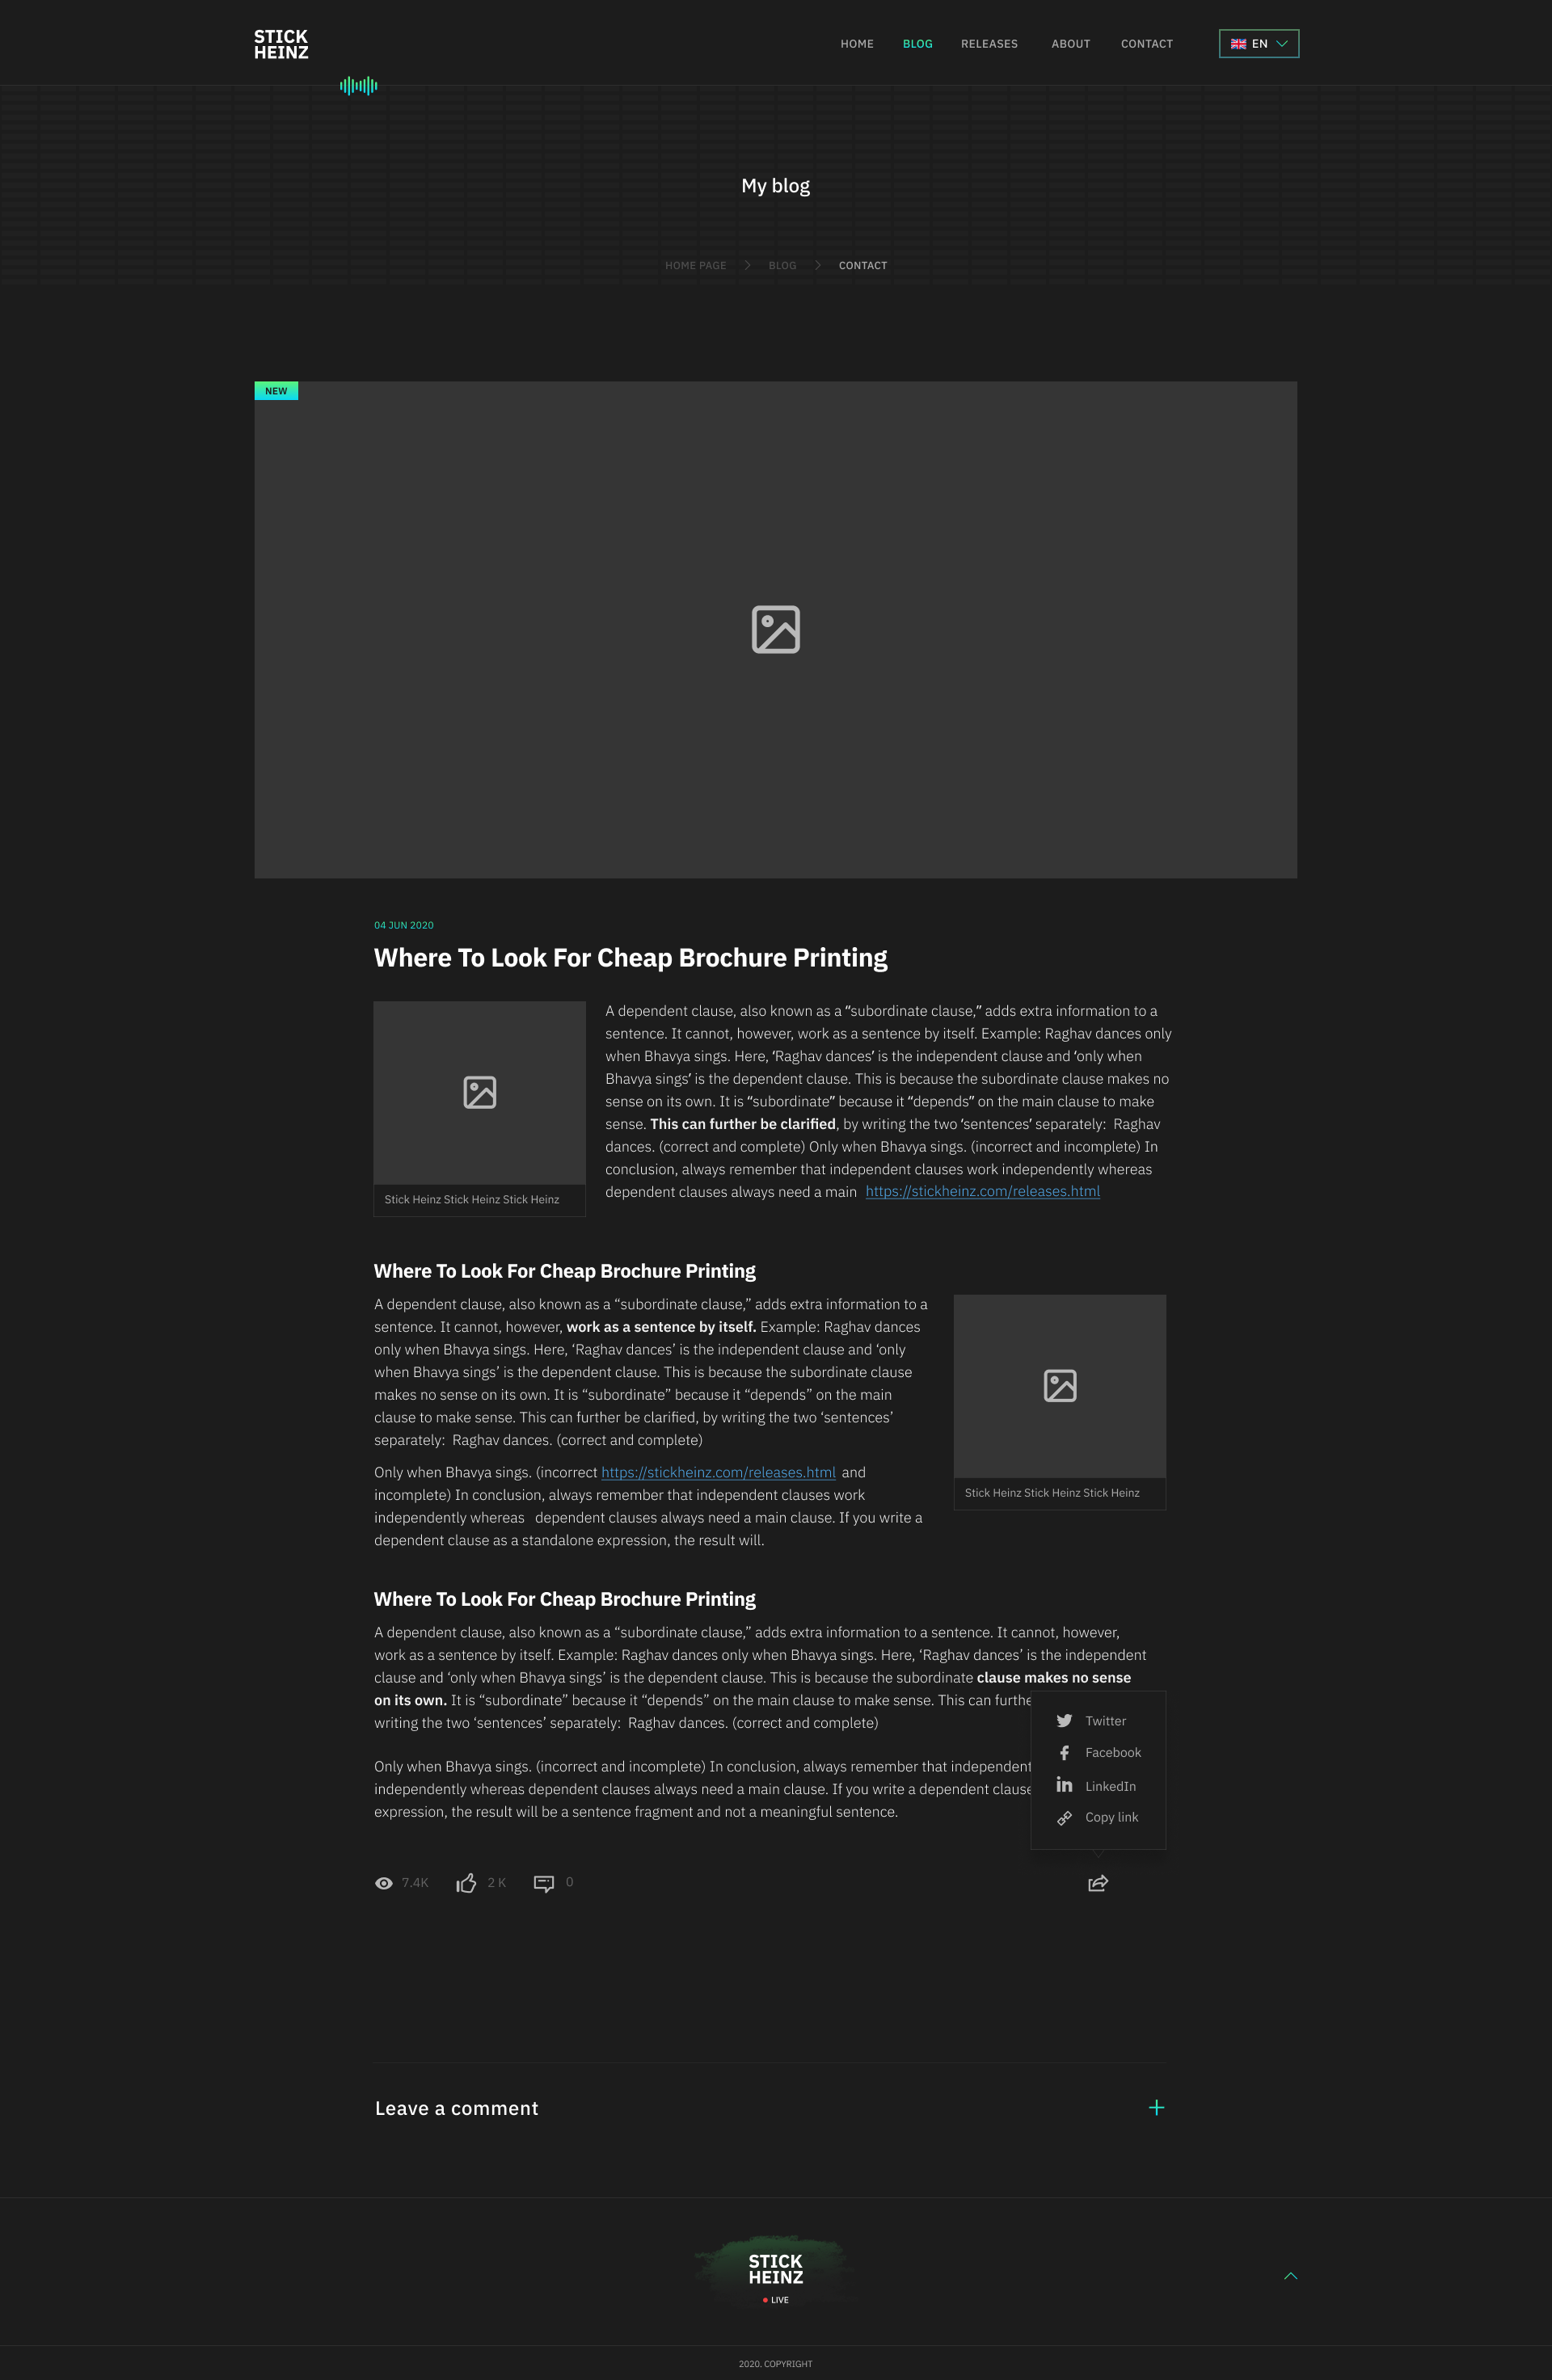 STICK
HEINZ
HOME BLOG RELEASES ABOUT CONTACT EN
My blog
HOME PAGE BLOG CONTACT
NEW
04 JUN 2020
Where To Look For Cheap Brochure Printing
A dependent clause, also known as a “subordinate clause,” adds extra information to a
sentence. It cannot, however, work as a sentence by itself. Example: Raghav dances only
when Bhavya sings. Here, ‘Raghav dances’ is the independent clause and ‘only when
Bhavya sings’ is the dependent clause. This is because the subordinate clause makes no
sense on its own. It is “subordinate” because it “depends” on the main clause to make
sense. This can further be clarified, by writing the two ‘sentences’ separately: Raghav
dances. (correct and complete) Only when Bhavya sings. (incorrect and incomplete) In
conclusion, always remember that independent clauses work independently whereas
dependent clauses always need a main https://stickheinz.com/releases.html
Stick Heinz Stick Heinz Stick Heinz
Where To Look For Cheap Brochure Printing
A dependent clause, also known as a “subordinate clause,” adds extra information to a
sentence. It cannot, however, work as a sentence by itself. Example: Raghav dances
only when Bhavya sings. Here, ‘Raghav dances’ is the independent clause and ‘only
when Bhavya sings’ is the dependent clause. This is because the subordinate clause
makes no sense on its own. It is “subordinate” because it “depends” on the main
clause to make sense. This can further be clarified, by writing the two ‘sentences’
separately: Raghav dances. (correct and complete)
Only when Bhavya sings. (incorrect https://stickheinz.com/releases.html and
incomplete) In conclusion, always remember that independent clauses work
independently whereas dependent clauses always need a main clause. If you write a
dependent clause as a standalone expression, the result will.
Stick Heinz Stick Heinz Stick Heinz
Where To Look For Cheap Brochure Printing
A dependent clause, also known as a “subordinate clause,” adds extra information to a sentence. It cannot, however,
work as a sentence by itself. Example: Raghav dances only when Bhavya sings. Here, ‘Raghav dances’ is the independent
clause and ‘only when Bhavya sings’ is the dependent clause. This is because the subordinate clause makes no sense
on its own. It is “subordinate” because it “depends” on the main clause to make sense. This can furthe
writing the two ‘sentences’ separately: Raghav dances. (correct and complete)
Only when Bhavya sings. (incorrect and incomplete) In conclusion, always remember that independent
independently whereas dependent clauses always need a main clause. If you write a dependent clause
expression, the result will be a sentence fragment and not a meaningful sentence.
Twitter
Facebook
LinkedIn
Copy link
7.4K 2 K 0
Leave a comment
STICK
HEINZ
LIVE
2020. COPYRIGHT